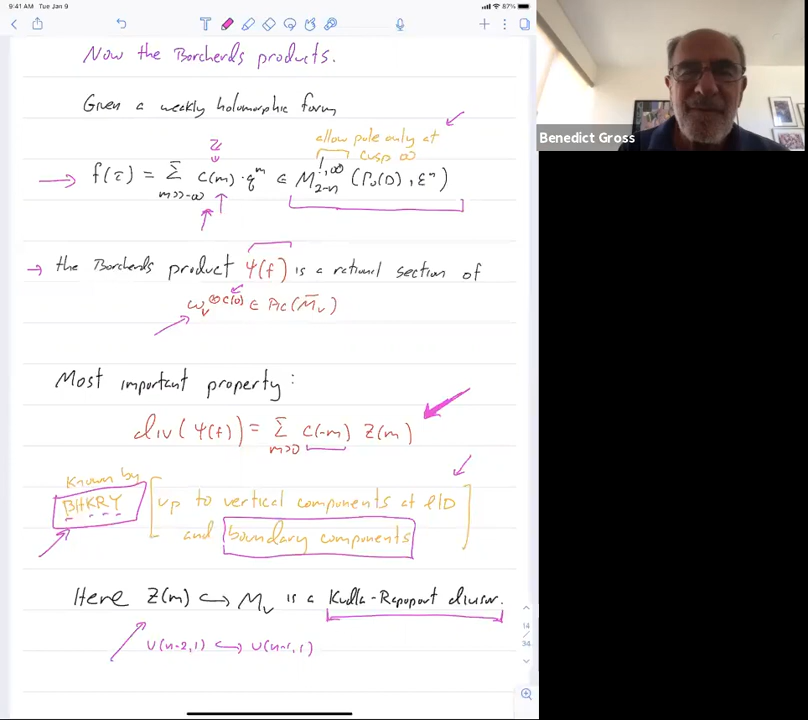 9:41 AM Tue Jan 9
87%
Now the Borcherds products.
Given a weakly holomorphic form
allow pole only at
cusp ∞
ℤ
f(τ) = Σ c(m)·q^m ∈ M^{!,∞}_{2-n} (Γ₀(D), ε^n)
m>>-∞
→ the Borcherds product Ψ(f) is a rational section of
ω_V^{⊗c(0)} ∈ Pic(M̄_V)
Most important property:
div(Ψ(f)) = Σ c(-m) Z(m)
m>0
Known by
BHKRY
up to vertical components at ℓ|D
and boundary components
Here Z(m) ↪ M_V is a Kudla-Rapoport divisor.
U(n-2,1) ↪ U(n-1,1)
Benedict Gross
14
34